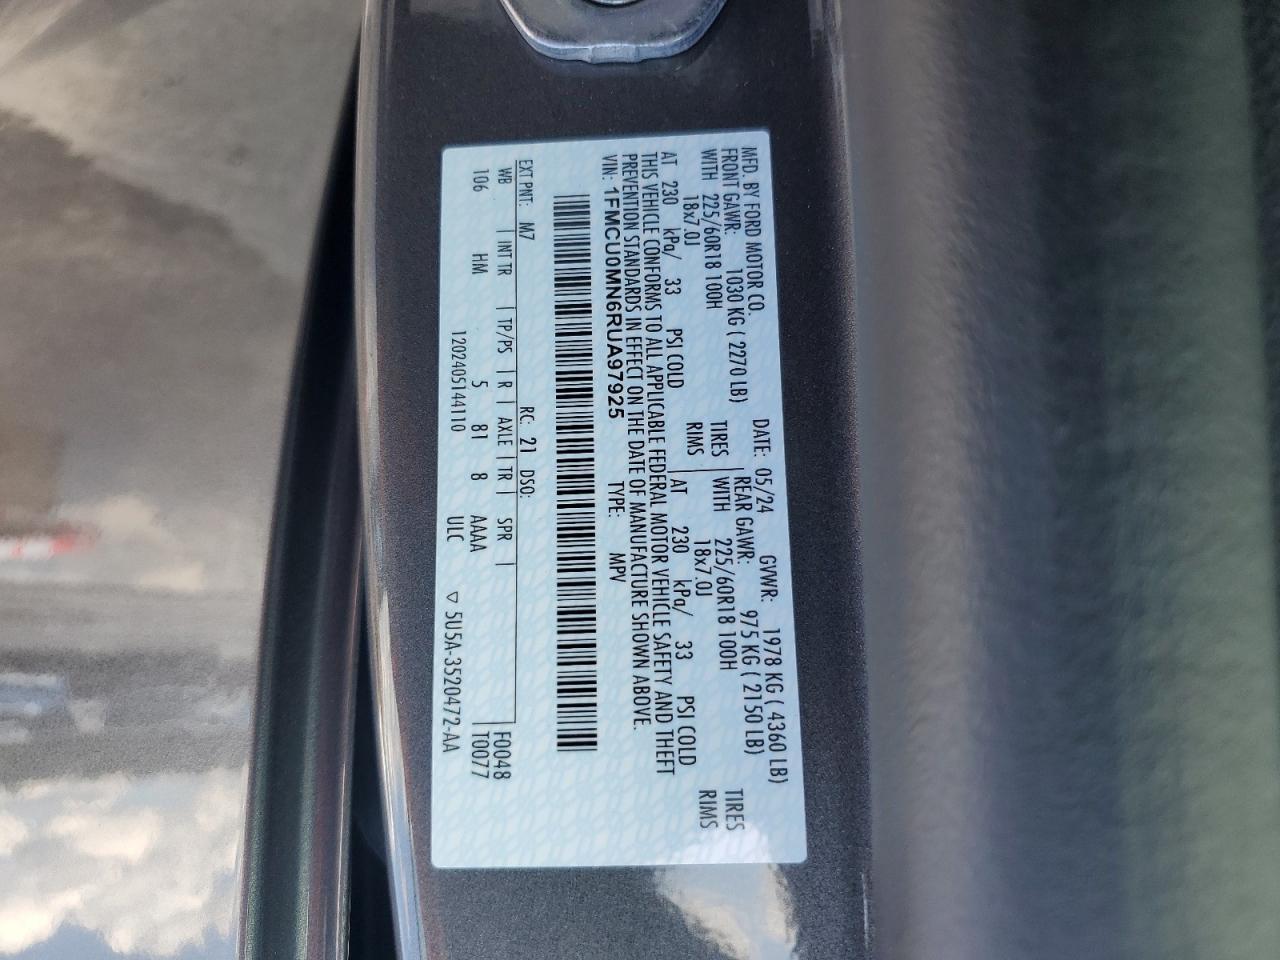 MFD. BY FORD MOTOR CO. DATE: 05/24 GVWR: 1978 KG ( 4360 LB)
FRONT GAWR: 1030 KG ( 2270 LB) REAR GAWR: 975 KG ( 2150 LB)
WITH 225/60R18 100H TIRES WITH 225/60R18 100H TIRES
18x7.0J RIMS 18x7.0J RIMS
AT 230 kPa/ 33 PSI COLD AT 230 kPa/ 33 PSI COLD
THIS VEHICLE CONFORMS TO ALL APPLICABLE FEDERAL MOTOR VEHICLE SAFETY AND THEFT
PREVENTION STANDARDS IN EFFECT ON THE DATE OF MANUFACTURE SHOWN ABOVE.
VIN: 1FMCU0MN6RUA97925 TYPE: MPV
EXT PNT: M7 RC: 21 DSO: F0048
WB | INT TR | TP/PS | R | AXLE | TR | SPR | T0077
106 HM 5 81 8 AAAA
1202405144110 ULC ▽ 5U5A-3520472-AA